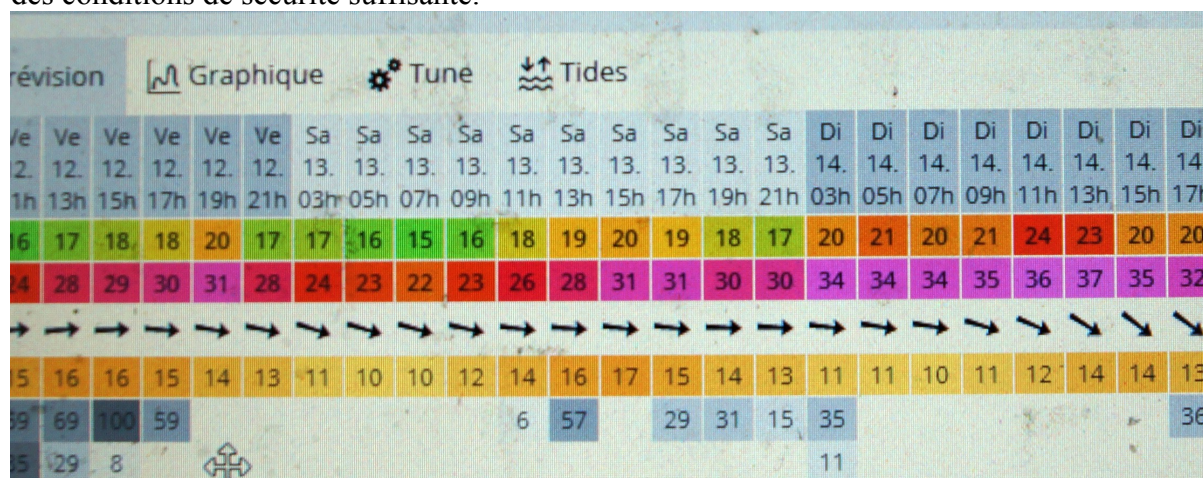 des conditions de sécurité suffisante.
révision Graphique Tune Tides
Ve Ve Ve Ve Ve Ve Sa Sa Sa Sa Sa Sa Sa Sa Sa Sa Di Di Di Di Di Di Di Di
12. 12. 12. 12. 12. 12. 13. 13. 13. 13. 13. 13. 13. 13. 13. 13. 14. 14. 14. 14. 14. 14. 14. 14
1h 13h 15h 17h 19h 21h 03h 05h 07h 09h 11h 13h 15h 17h 19h 21h 03h 05h 07h 09h 11h 13h 15h 17
16 17 18 18 20 17 17 16 15 16 18 19 20 19 18 17 20 21 20 21 24 23 20 20
24 28 29 30 31 28 24 23 22 23 26 28 31 31 30 30 34 34 34 35 36 37 35 32
15 16 16 15 14 13 11 10 10 12 14 16 17 15 14 13 11 11 10 11 12 14 14 13
69 100 59 6 57 29 31 15 35 36
29 8 11